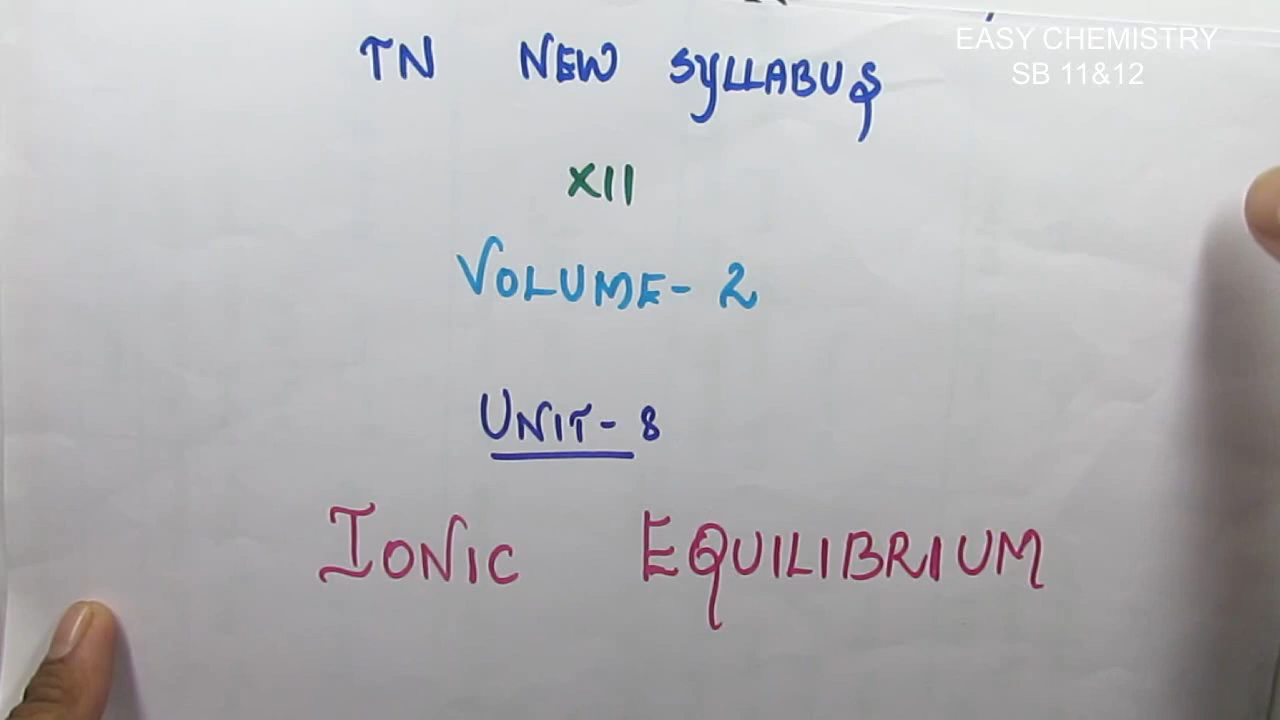 TN NEW SYLLABUS
EASY CHEMISTRY
SB 11&12
XII
VOLUME- 2
UNIT- 8
IONIC EQUILIBRIUM